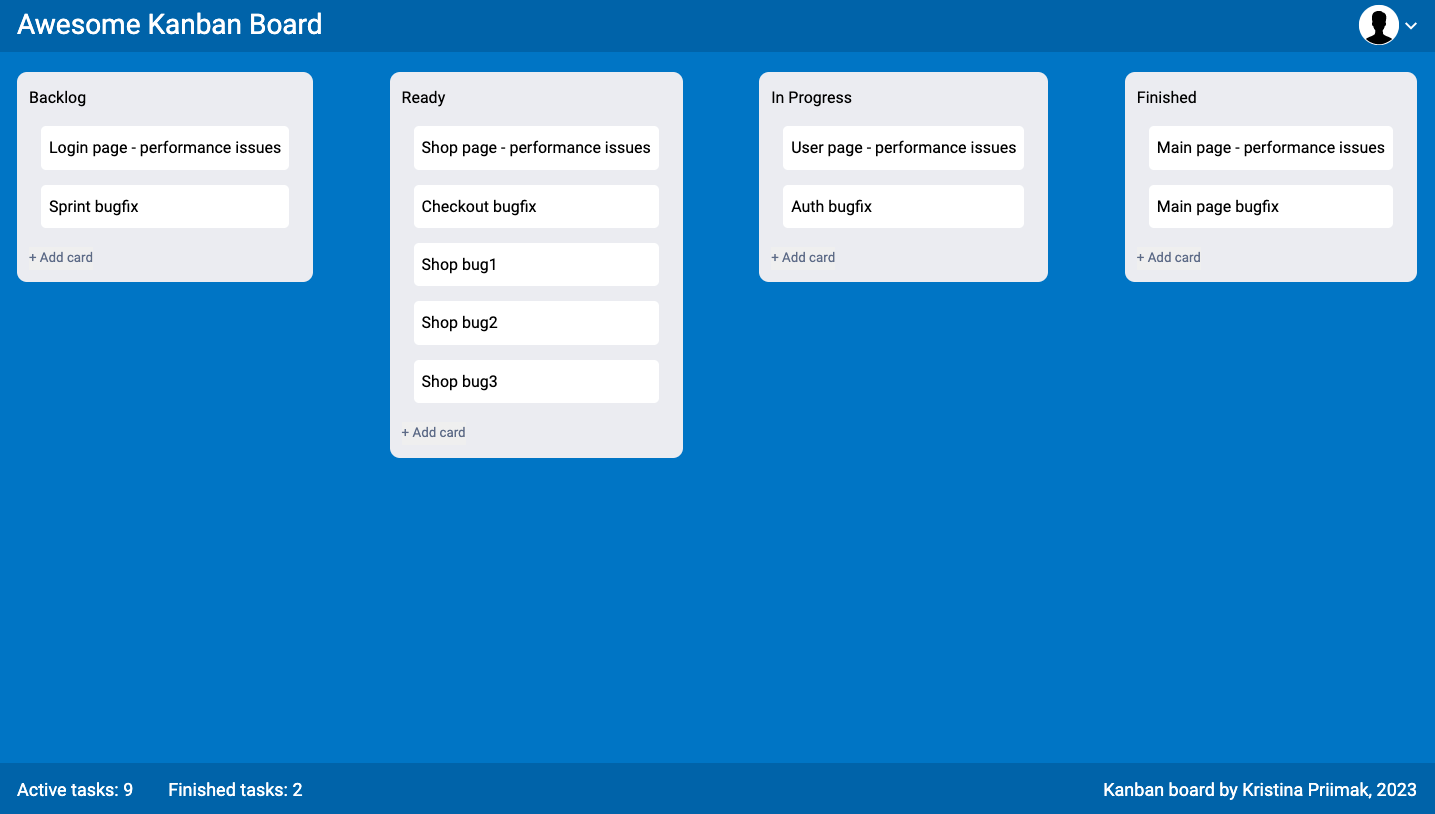 Awesome Kanban Board
Backlog
Login page - performance issues
Sprint bugfix
+ Add card
Ready
Shop page - performance issues
Checkout bugfix
Shop bug1
Shop bug2
Shop bug3
+ Add card
In Progress
User page - performance issues
Auth bugfix
+ Add card
Finished
Main page - performance issues
Main page bugfix
+ Add card
Active tasks: 9
Finished tasks: 2
Kanban board by Kristina Priimak, 2023